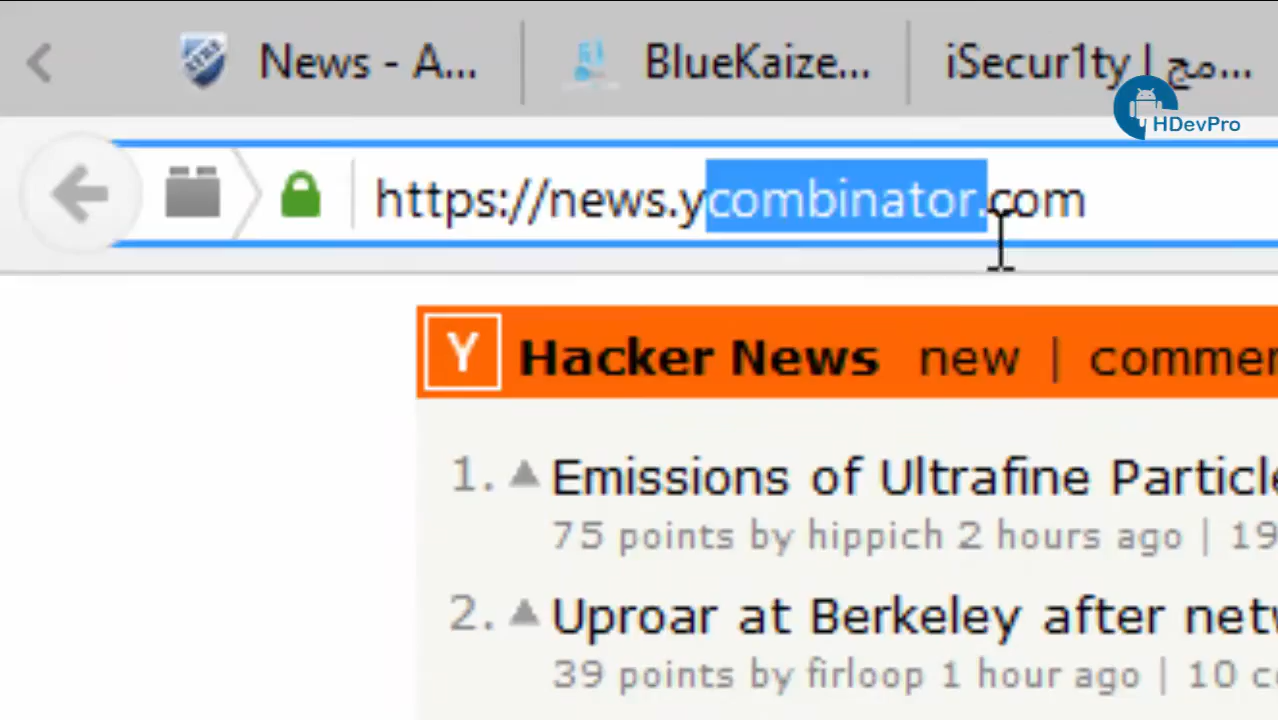 News - A...
BlueKaize...
iSecur1ty | مج...
HDevPro
https://news.ycombinator.com
Y
Hacker News new | commer
1. Emissions of Ultrafine Particle
75 points by hippich 2 hours ago | 19
2. Uproar at Berkeley after netw
39 points by firloop 1 hour ago | 10 c